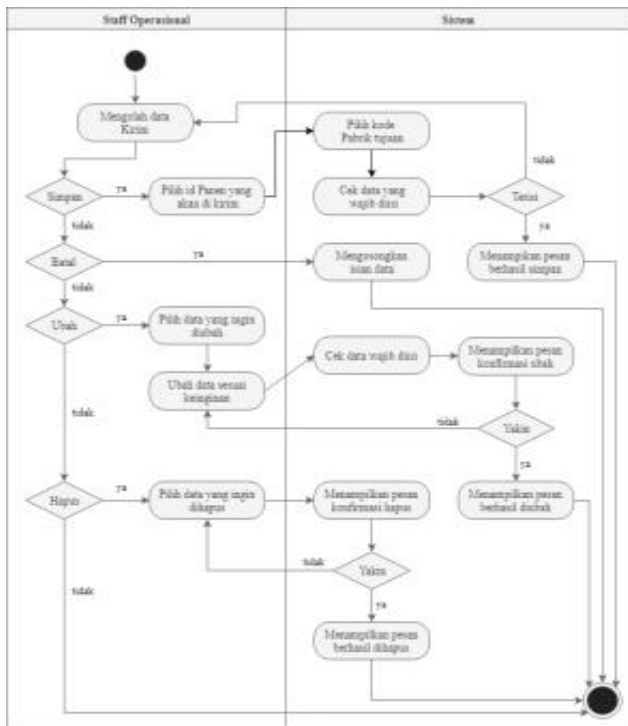 Staff Operasional
Sistem
Mengolah data
Kirim
Pilih kode
Pabrik tujuan
tidak
Simpan
ya
Pilih id Panen yang
akan di kirim
Cek data yang
wajib diisi
Terisi
tidak
ya
Batal
ya
Mengosongkan
isian data
Menampilkan pesan
berhasil simpan
tidak
Ubah
ya
Pilih data yang ingin
diubah
Ubah data sesuai
keinginan
Cek data wajib diisi
Menampilkan pesan
konfirmasi ubah
tidak
tidak
Yakin
ya
Hapus
ya
Pilih data yang ingin
dihapus
Menampilkan pesan
konfirmasi hapus
Menampilkan pesan
berhasil diubah
tidak
Yakin
tidak
ya
Menampilkan pesan
berhasil dihapus